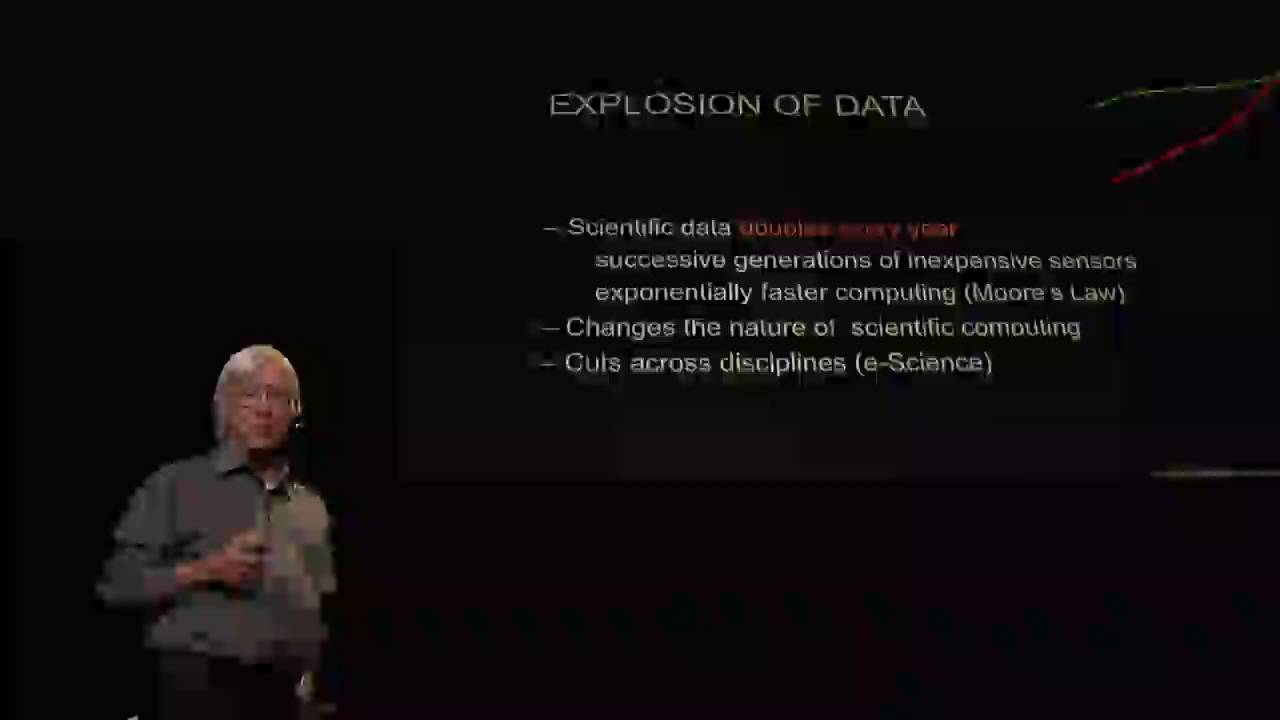 EXPLOSION OF DATA
– Scientific data doubles every year
successive generations of inexpensive sensors
exponentially faster computing (Moore's Law)
– Changes the nature of scientific computing
– Cuts across disciplines (e-Science)